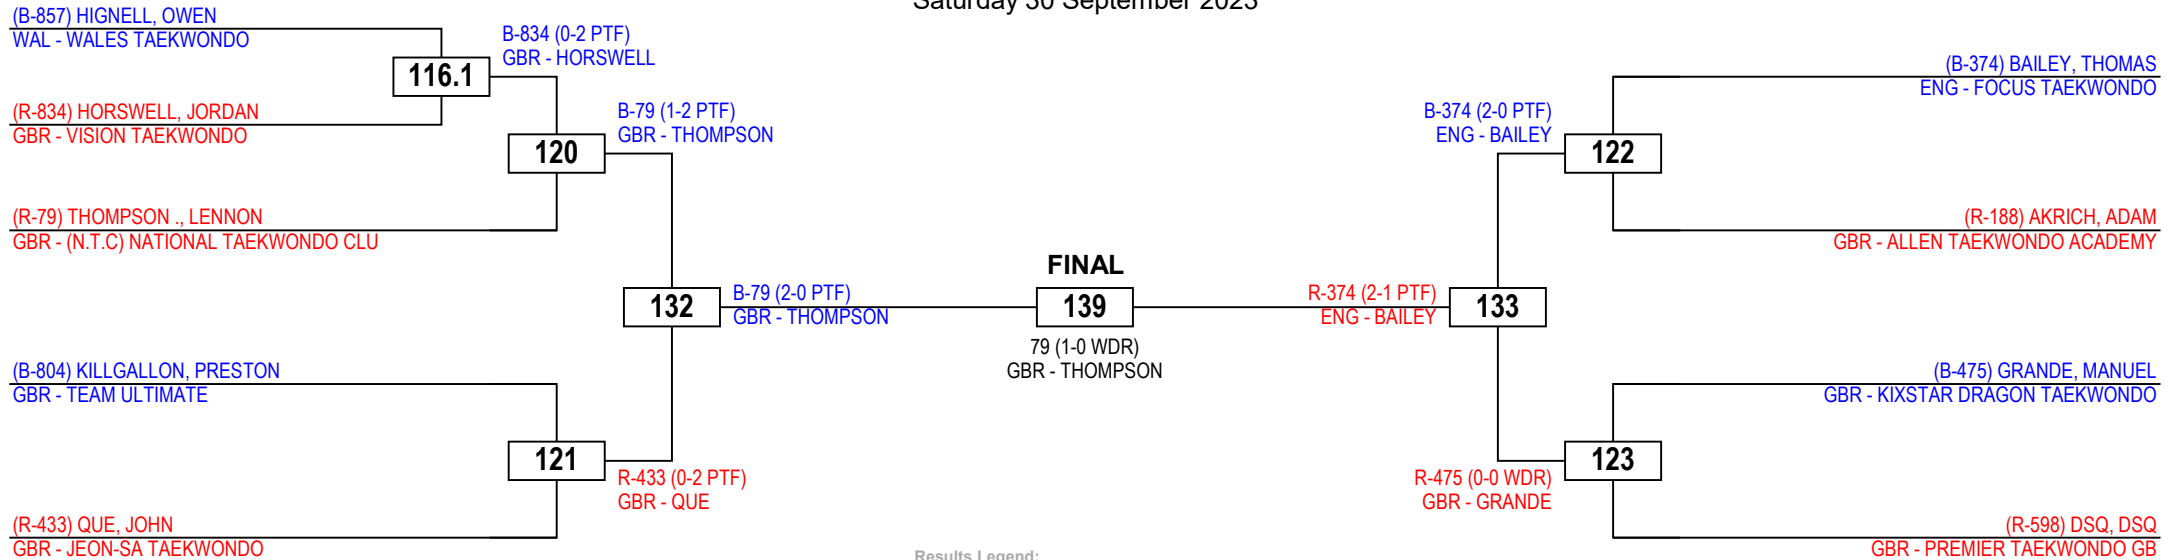 Saturday 30 September 2023
(B-857) HIGNELL, OWEN
WAL - WALES TAEKWONDO
116.1
(R-834) HORSWELL, JORDAN
GBR - VISION TAEKWONDO
B-834 (0-2 PTF)
GBR - HORSWELL
120
(R-79) THOMPSON ., LENNON
GBR - (N.T.C) NATIONAL TAEKWONDO CLU
B-79 (1-2 PTF)
GBR - THOMPSON
132
(B-804) KILLGALLON, PRESTON
GBR - TEAM ULTIMATE
121
(R-433) QUE, JOHN
GBR - JEON-SA TAEKWONDO
R-433 (0-2 PTF)
GBR - QUE
B-79 (2-0 PTF)
GBR - THOMPSON
FINAL
139
79 (1-0 WDR)
GBR - THOMPSON
R-374 (2-1 PTF)
ENG - BAILEY
133
B-374 (2-0 PTF)
ENG - BAILEY
122
(B-374) BAILEY, THOMAS
ENG - FOCUS TAEKWONDO
(R-188) AKRICH, ADAM
GBR - ALLEN TAEKWONDO ACADEMY
R-475 (0-0 WDR)
GBR - GRANDE
123
(B-475) GRANDE, MANUEL
GBR - KIXSTAR DRAGON TAEKWONDO
(R-598) DSQ, DSQ
GBR - PREMIER TAEKWONDO GB
Results Legend: